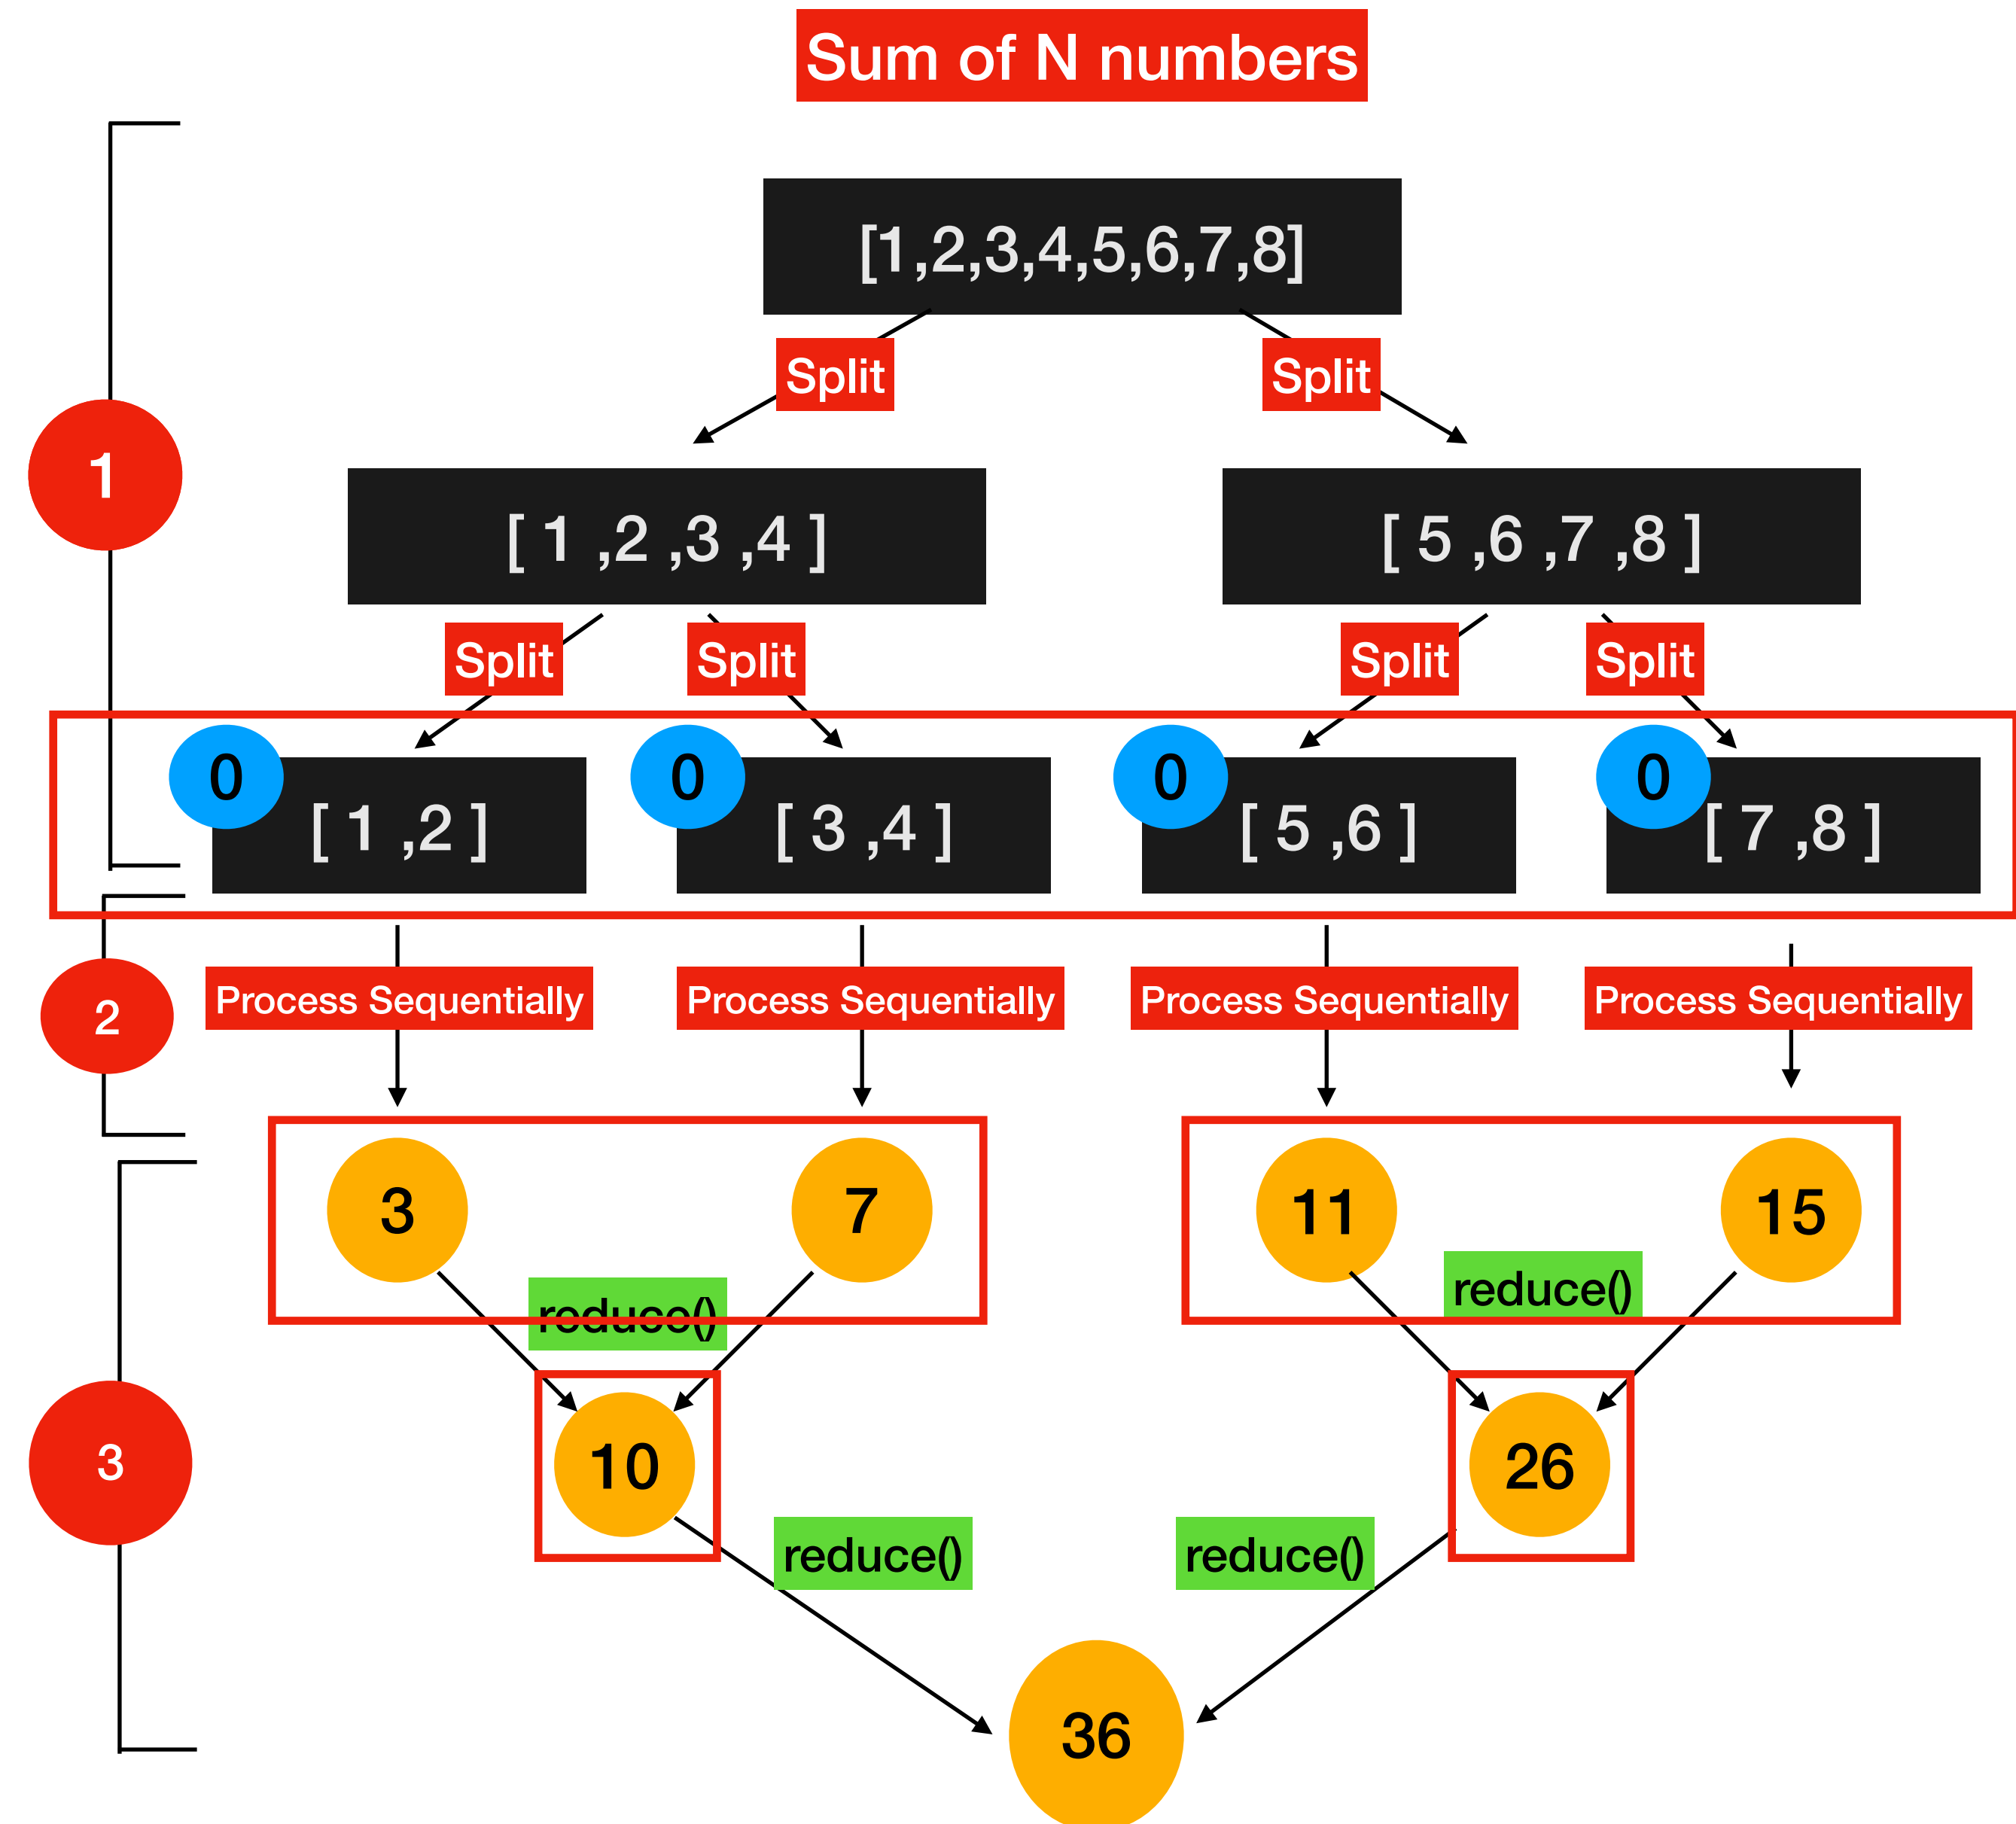 Sum of N numbers
[1,2,3,4,5,6,7,8]
Split
Split
1
[ 1 ,2 ,3 ,4 ]
[ 5 ,6 ,7 ,8 ]
Split
Split
Split
Split
0
0
0
0
[ 1 ,2 ]
[ 3 ,4 ]
[ 5 ,6 ]
[ 7 ,8 ]
2
Process Sequentially
Process Sequentially
Process Sequentially
Process Sequentially
3
7
11
15
reduce()
reduce()
3
10
26
reduce()
reduce()
36